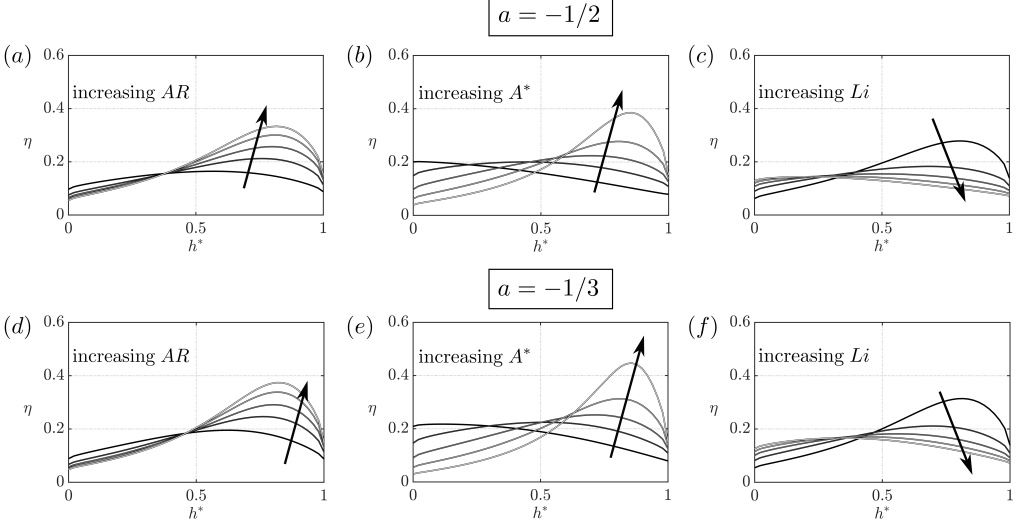 a = −1/2
(a)
0.6
0.4
η
0.2
0
increasing AR
0
0.5
1
h*
(b)
0.6
0.4
η
0.2
0
increasing A*
0
0.5
1
h*
(c)
0.6
0.4
η
0.2
0
increasing Li
0
0.5
1
h*
a = −1/3
(d)
0.6
0.4
η
0.2
0
increasing AR
0
0.5
1
h*
(e)
0.6
0.4
η
0.2
0
increasing A*
0
0.5
1
h*
(f)
0.6
0.4
η
0.2
0
increasing Li
0
0.5
1
h*